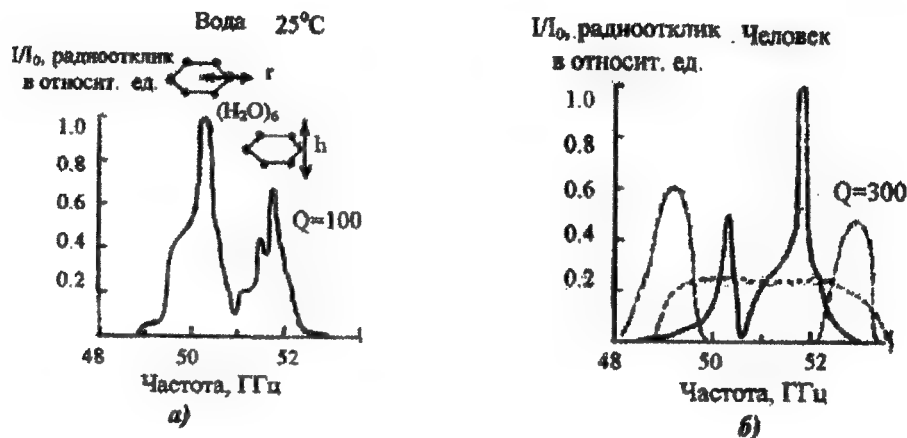 Вода 25°C
I/I₀, радиоотклик
в относит. ед.
r
(H₂O)₆
h
1.0
0.8
0.6
0.4
0.2
Q=100
48 50 52
Частота, ГГц
а)
I/I₀, радиоотклик Человек
в относит. ед.
1.0
0.8
0.6
0.4
0.2
Q=300
48 50 52
Частота, ГГц
б)